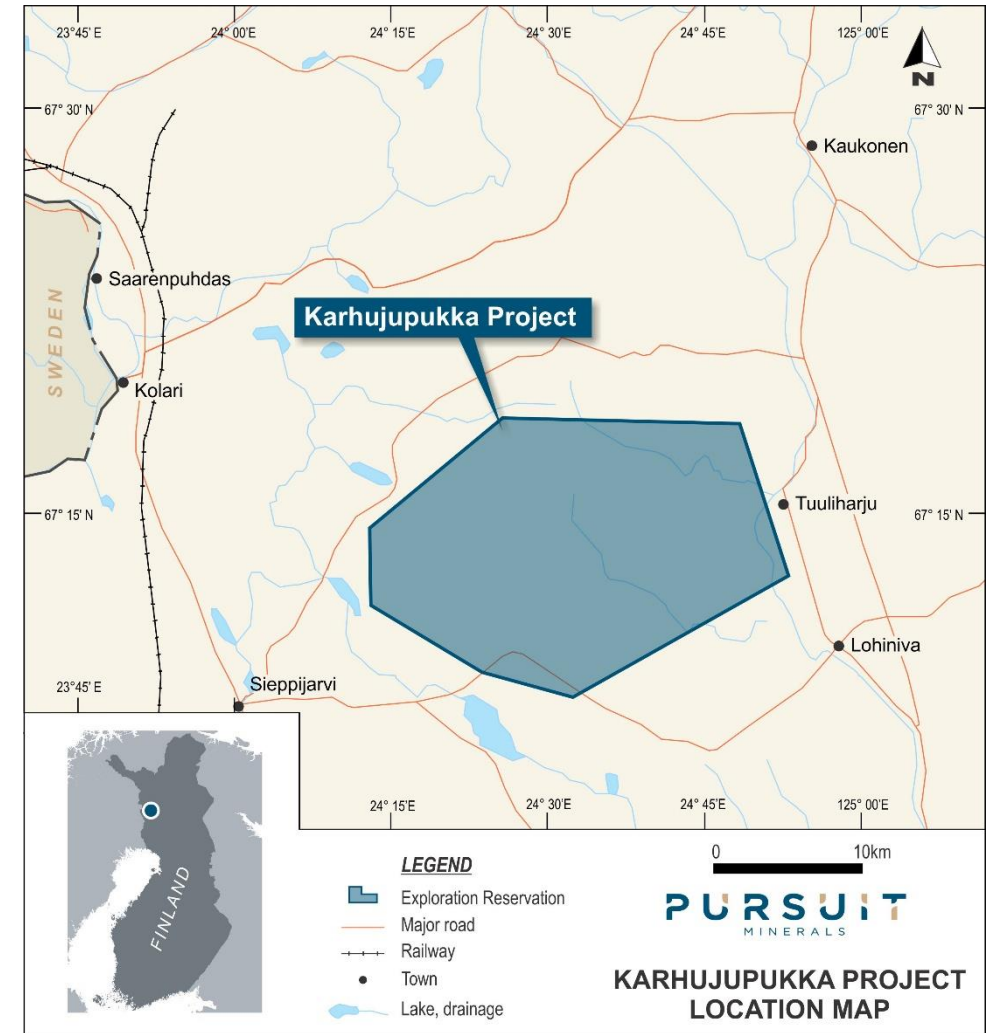 23°45' E
24° 00'E
24° 15'E
24° 30'E
24° 45'E
125° 00'E
N
67° 30' N
67° 30' N
Kaukonen
Saarenpuhdas
SWEDEN
Karhujupukka Project
Kolari
67° 15' N
Tuuliharju
67° 15' N
Lohiniva
23°45' E
Sieppijarvi
24° 15'E
24° 30'E
24° 45'E
125° 00'E
FINLAND
LEGEND
Exploration Reservation
Major road
Railway
Town
Lake, drainage
0 10km
PURSUIT
MINERALS
KARHUJUPUKKA PROJECT
LOCATION MAP